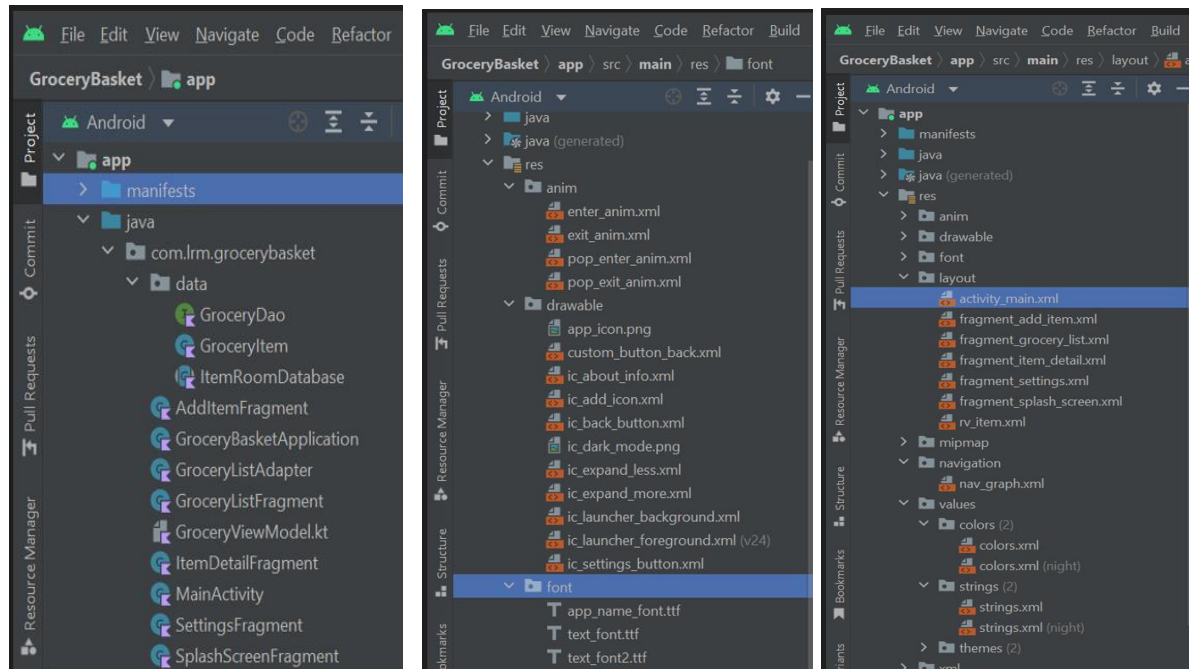 File Edit View Navigate Code Refactor
GroceryBasket app
Project
Commit
Pull Requests
Resource Manager
Android
app
manifests
java
com.lrm.grocerybasket
data
GroceryDao
GroceryItem
ItemRoomDatabase
AddItemFragment
GroceryBasketApplication
GroceryListAdapter
GroceryListFragment
GroceryViewModel.kt
ItemDetailFragment
MainActivity
SettingsFragment
SplashScreenFragment
File Edit View Navigate Code Refactor Build
GroceryBasket app src main res font
Project
Commit
Pull Requests
Resource Manager
Structure
Android
java
java (generated)
res
anim
enter_anim.xml
exit_anim.xml
pop_enter_anim.xml
pop_exit_anim.xml
drawable
app_icon.png
custom_button_back.xml
ic_about_info.xml
ic_add_icon.xml
ic_back_button.xml
ic_dark_mode.png
ic_expand_less.xml
ic_expand_more.xml
ic_launcher_background.xml
ic_launcher_foreground.xml (v24)
ic_settings_button.xml
font
app_name_font.ttf
text_font.ttf
text_font2.ttf
File Edit View Navigate Code Refactor Build
GroceryBasket app src main res layout
Project
Commit
Pull Requests
Resource Manager
Structure
Bookmarks
Android
app
manifests
java
java (generated)
res
anim
drawable
font
layout
activity_main.xml
fragment_add_item.xml
fragment_grocery_list.xml
fragment_item_detail.xml
fragment_settings.xml
fragment_splash_screen.xml
rv_item.xml
mipmap
navigation
nav_graph.xml
values
colors (2)
colors.xml
colors.xml (night)
strings (2)
strings.xml
strings.xml (night)
themes (2)